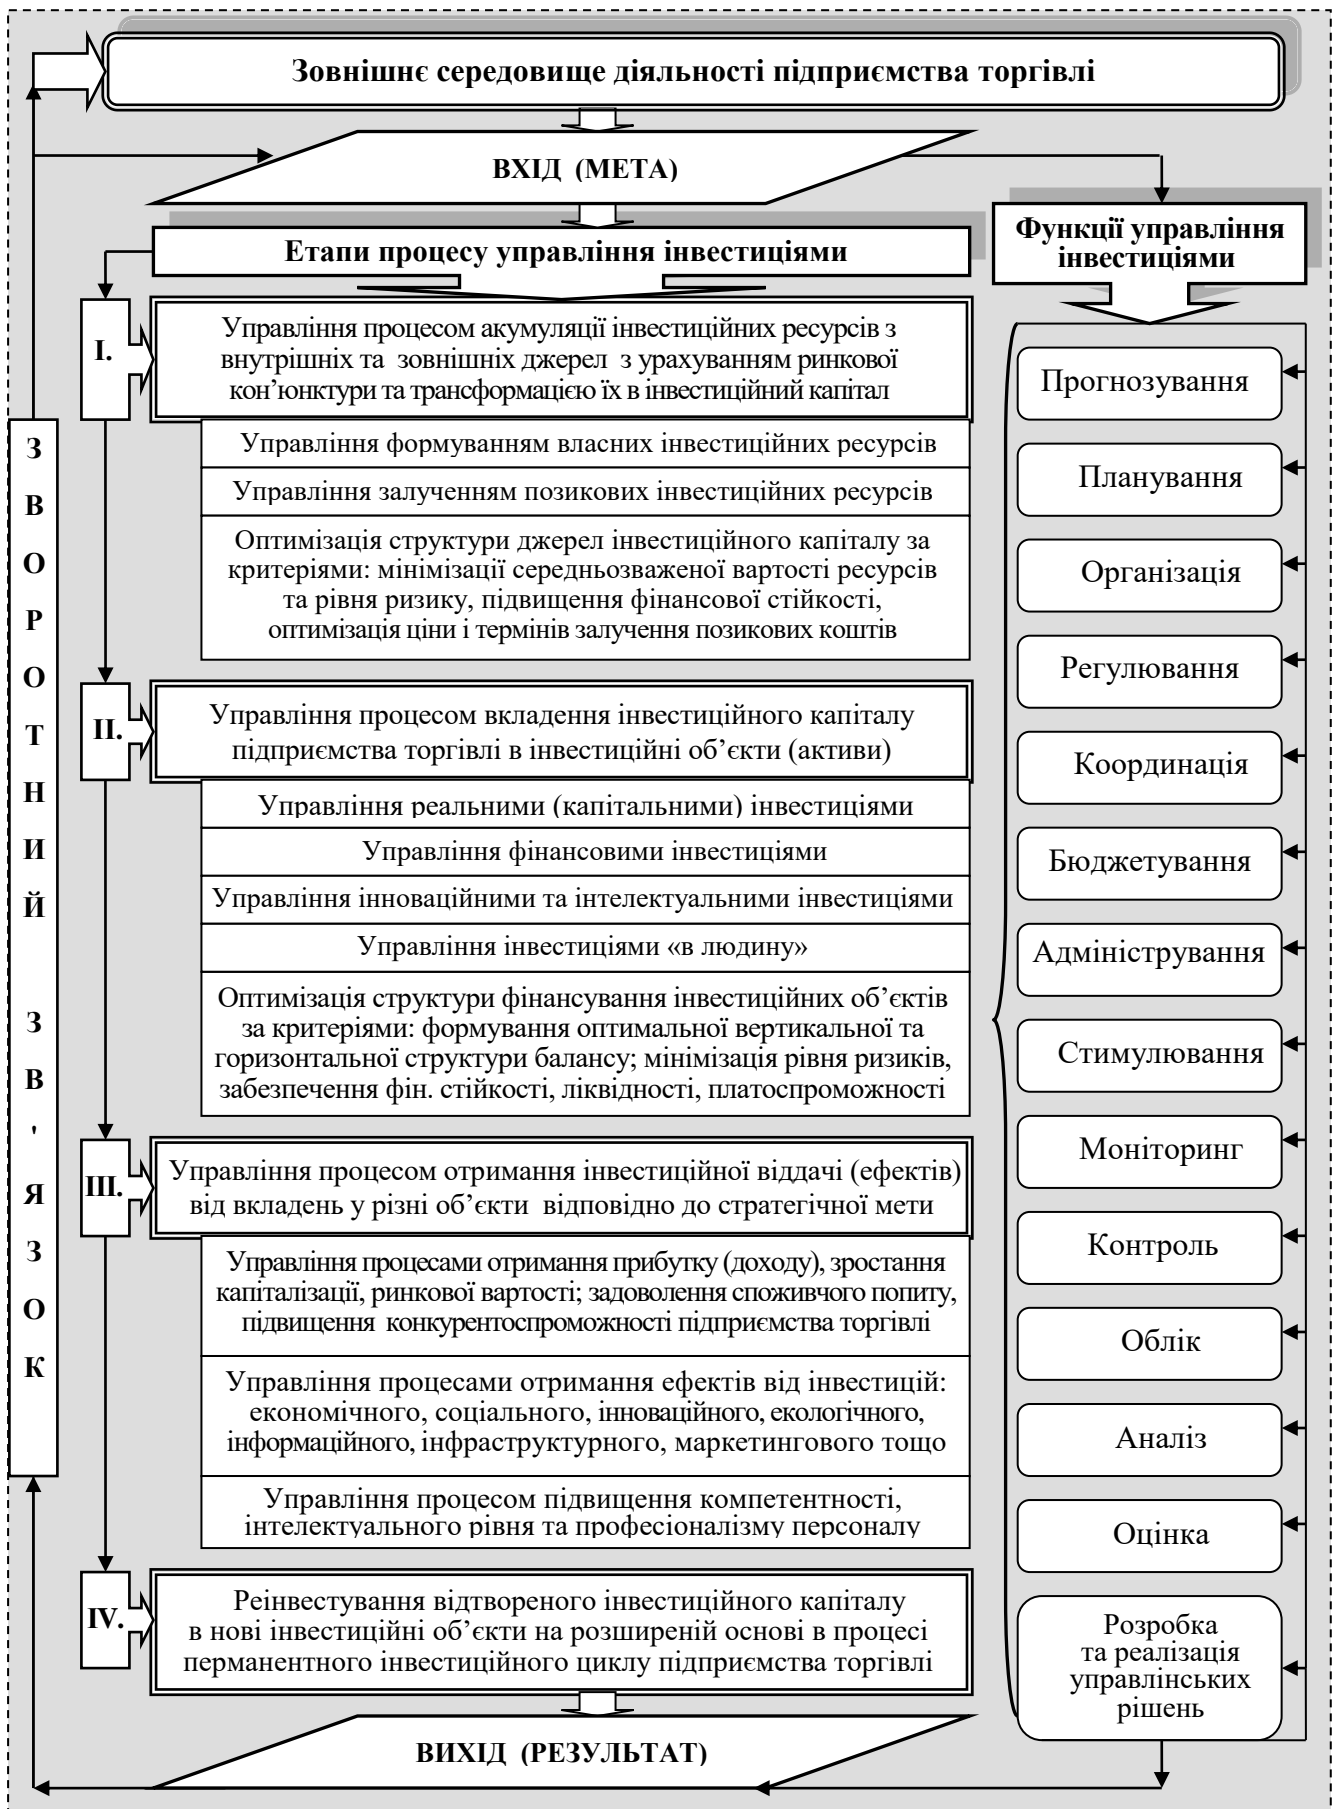 Зовнішнє середовище діяльності підприємства торгівлі
ВХІД (МЕТА)
Етапи процесу управління інвестиціями
Функції управління
інвестиціями
I.
Управління процесом акумуляції інвестиційних ресурсів з
внутрішніх та зовнішніх джерел з урахуванням ринкової
кон’юнктури та трансформацією їх в інвестиційний капітал
Управління формуванням власних інвестиційних ресурсів
Управління залученням позикових інвестиційних ресурсів
Оптимізація структури джерел інвестиційного капіталу за
критеріями: мінімізації середньозваженої вартості ресурсів
та рівня ризику, підвищення фінансової стійкості,
оптимізація ціни і термінів залучення позикових коштів
II.
Управління процесом вкладення інвестиційного капіталу
підприємства торгівлі в інвестиційні об’єкти (активи)
Управління реальними (капітальними) інвестиціями
Управління фінансовими інвестиціями
Управління інноваційними та інтелектуальними інвестиціями
Управління інвестиціями «в людину»
Оптимізація структури фінансування інвестиційних об’єктів
за критеріями: формування оптимальної вертикальної та
горизонтальної структури балансу; мінімізація рівня ризиків,
забезпечення фін. стійкості, ліквідності, платоспроможності
III.
Управління процесом отримання інвестиційної віддачі (ефектів)
від вкладень у різні об’єкти відповідно до стратегічної мети
Управління процесами отримання прибутку (доходу), зростання
капіталізації, ринкової вартості; задоволення споживчого попиту,
підвищення конкурентоспроможності підприємства торгівлі
Управління процесами отримання ефектів від інвестицій:
економічного, соціального, інноваційного, екологічного,
інформаційного, інфраструктурного, маркетингового тощо
Управління процесом підвищення компетентності,
інтелектуального рівня та професіоналізму персоналу
IV.
Реінвестування відтвореного інвестиційного капіталу
в нові інвестиційні об’єкти на розширеній основі в процесі
перманентного інвестиційного циклу підприємства торгівлі
ВИХІД (РЕЗУЛЬТАТ)
Прогнозування
Планування
Організація
Регулювання
Координація
Бюджетування
Адміністрування
Стимулювання
Моніторинг
Контроль
Облік
Аналіз
Оцінка
Розробка
та реалізація
управлінських
рішень
ЗВОРОТНИЙ ЗВ'ЯЗОК